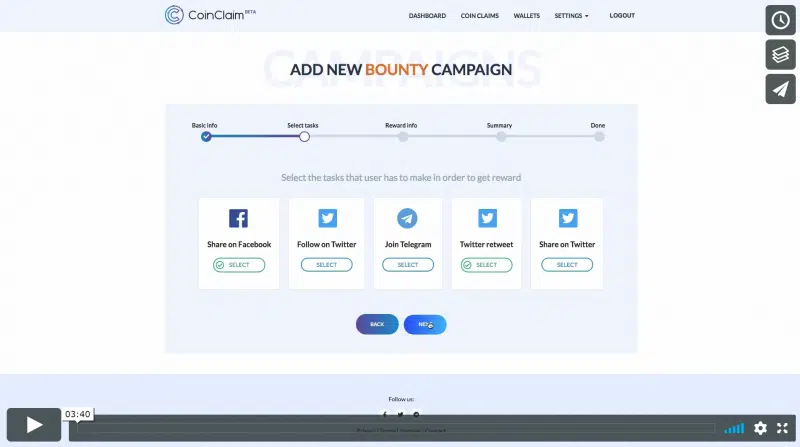 CoinClaim BETA
DASHBOARD COIN CLAIMS WALLETS SETTINGS LOGOUT
CAMPAIGNS
ADD NEW BOUNTY CAMPAIGN
Basic info Select tasks Reward info Summary Done
Select the tasks that user has to make in order to get reward
Share on Facebook Follow on Twitter Join Telegram Twitter retweet Share on Twitter
SELECT SELECT SELECT SELECT SELECT
BACK
Follow us:
03:40